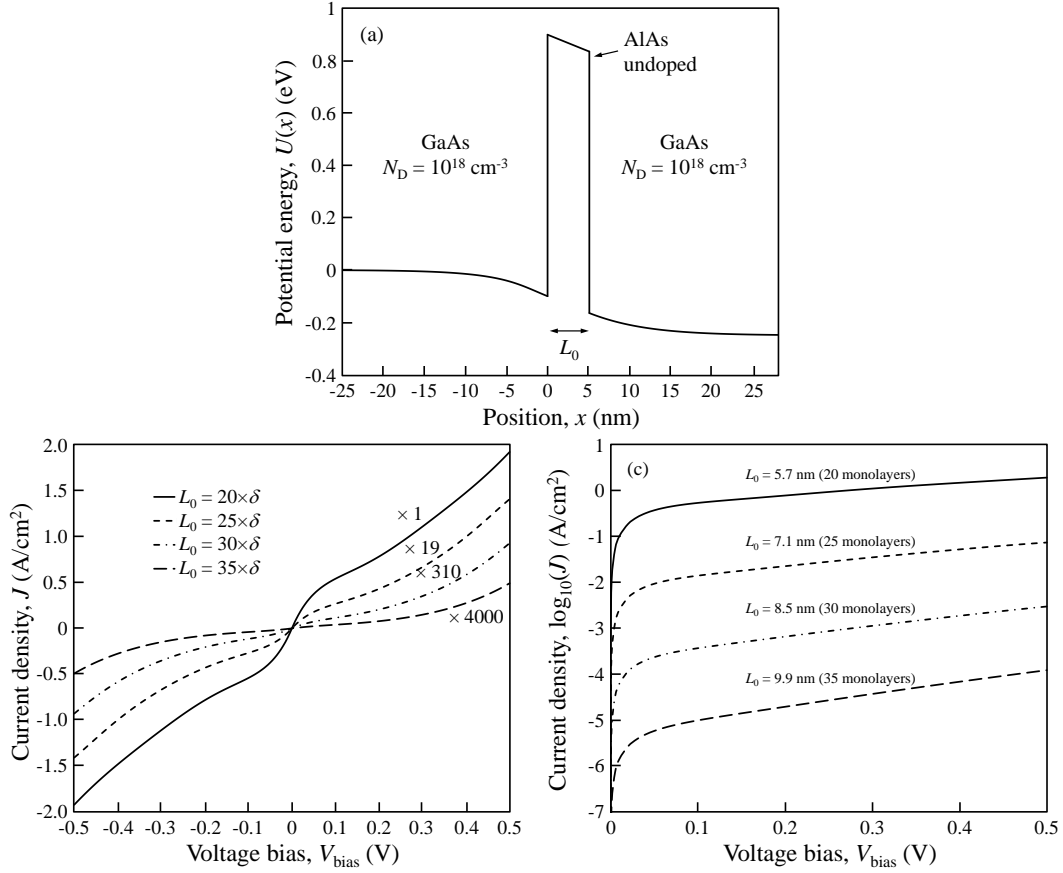 (a)
AlAs
undoped
GaAs
N_D = 10^18 cm^-3
GaAs
N_D = 10^18 cm^-3
L_0
Potential energy, U(x) (eV)
1
0.8
0.6
0.4
0.2
0
-0.2
-0.4
-25 -20 -15 -10 -5 0 5 10 15 20 25
Position, x (nm)
Current density, J (A/cm^2)
2.0
1.5
1.0
0.5
0
-0.5
-1.0
-1.5
-2.0
L_0 = 20×δ
L_0 = 25×δ
L_0 = 30×δ
L_0 = 35×δ
× 1
× 19
× 310
× 4000
-0.5 -0.4 -0.3 -0.2 -0.1 0 0.1 0.2 0.3 0.4 0.5
Voltage bias, V_bias (V)
Current density, log_10(J) (A/cm^2)
1
0
-1
-2
-3
-4
-5
-6
-7
(c)
L_0 = 5.7 nm (20 monolayers)
L_0 = 7.1 nm (25 monolayers)
L_0 = 8.5 nm (30 monolayers)
L_0 = 9.9 nm (35 monolayers)
0 0.1 0.2 0.3 0.4 0.5
Voltage bias, V_bias (V)